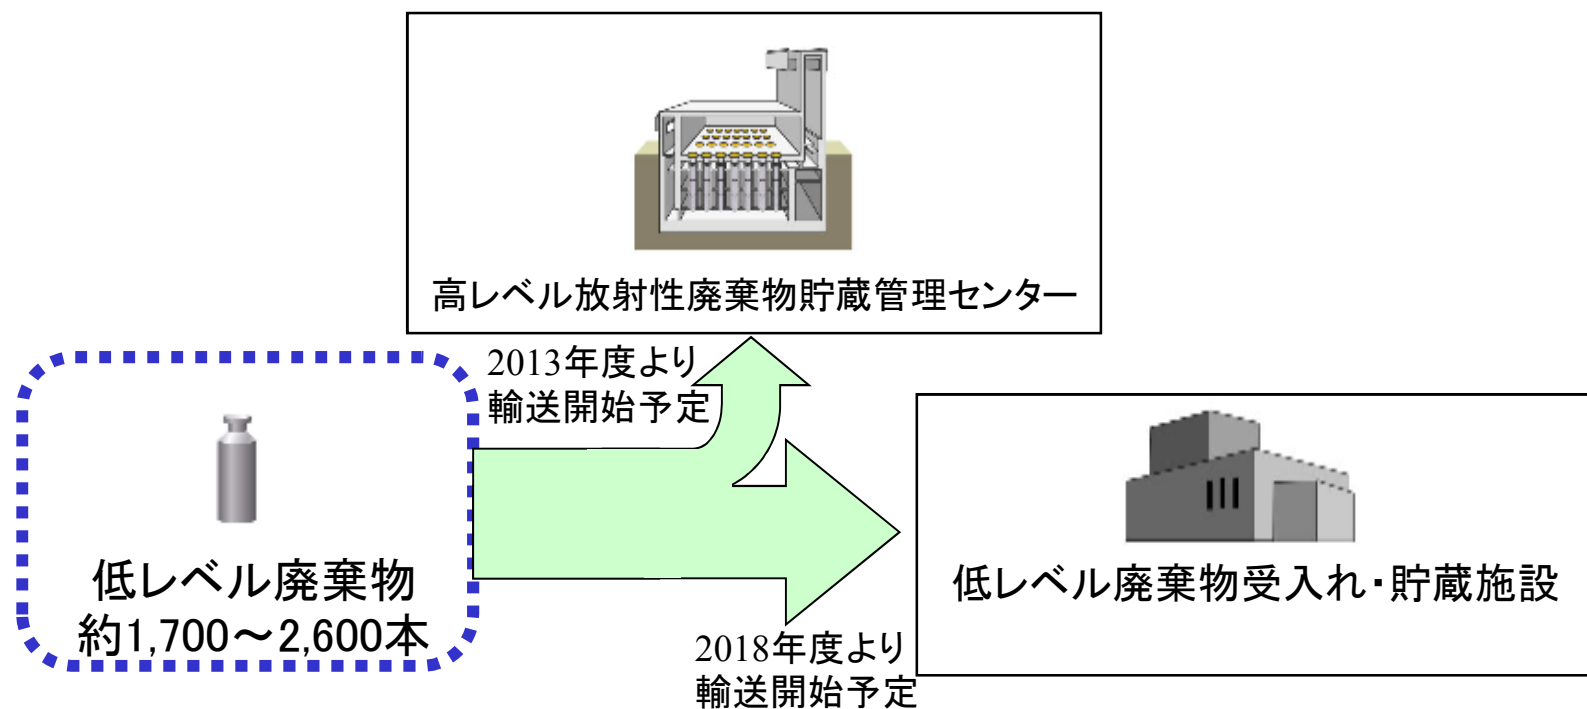 高レベル放射性廃棄物貯蔵管理センター
2013年度より
輸送開始予定
低レベル廃棄物
約1,700～2,600本
低レベル廃棄物受入れ・貯蔵施設
2018年度より
輸送開始予定